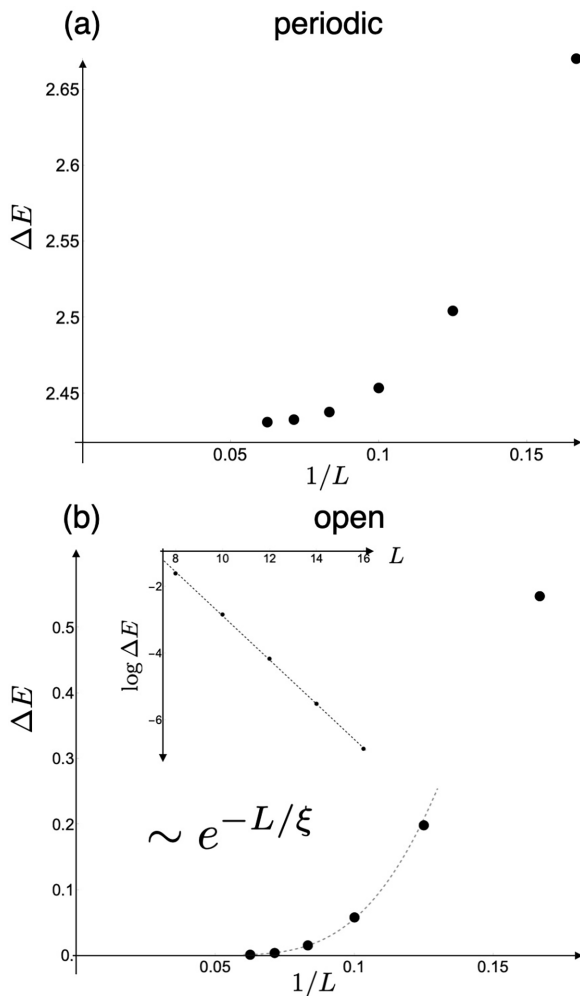 (a) periodic
2.65
2.6
2.55
2.5
2.45
ΔE
0.05 0.1 0.15
1/L
(b) open
8 10 12 14 16 L
-2
-4
-6
log ΔE
0.5
0.4
0.3
0.2
0.1
0.
ΔE
∼ e^{-L/ξ}
0.05 0.1 0.15
1/L